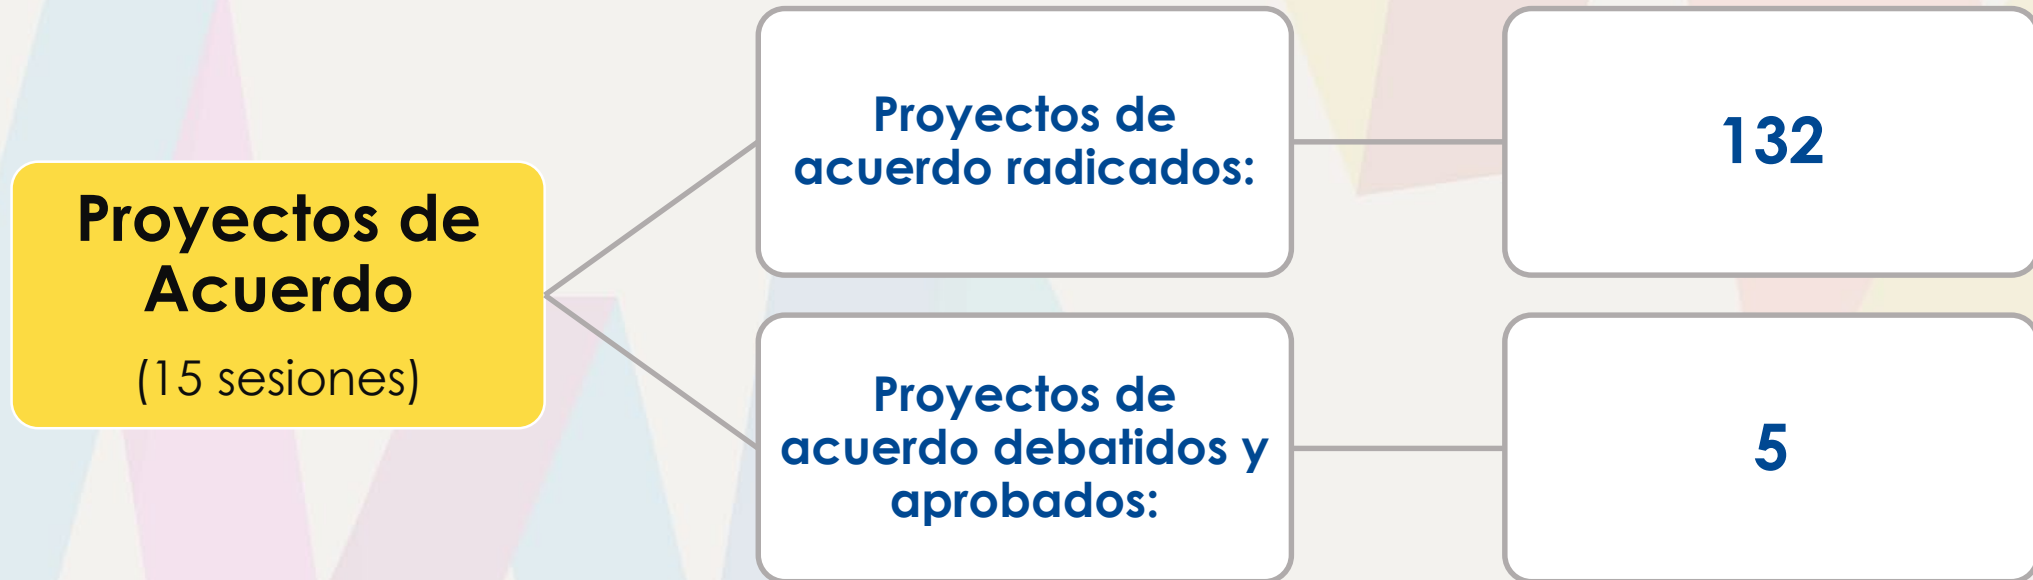 Proyectos de
Acuerdo
(15 sesiones)
Proyectos de
acuerdo radicados:
132
Proyectos de
acuerdo debatidos y
aprobados:
5